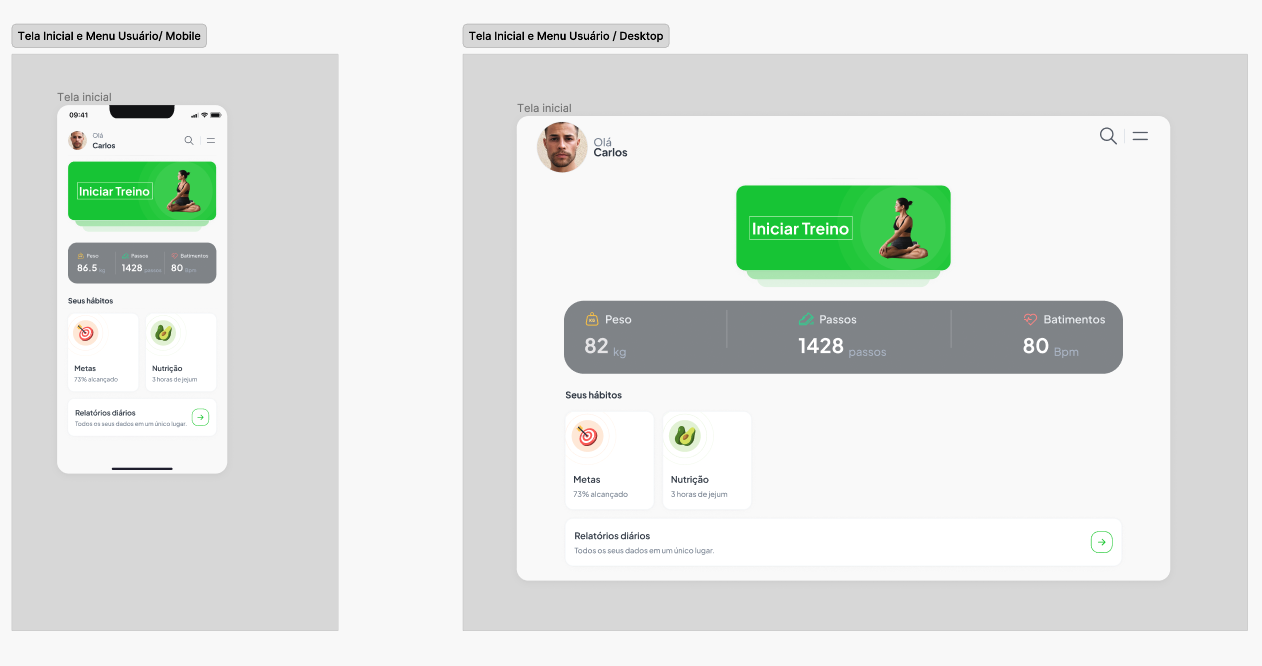 Tela Inicial e Menu Usuário/ Mobile
Tela inicial
09:41
Olá
Carlos
Iniciar Treino
Peso
Passos
Batimentos
86.5 kg
1428 passos
80 Bpm
Seus hábitos
Metas
73% alcançado
Nutrição
3 horas de jejum
Relatórios diários
Todos os seus dados em um único lugar.
Tela Inicial e Menu Usuário / Desktop
Tela inicial
Olá
Carlos
Iniciar Treino
Peso
Passos
Batimentos
82 kg
1428 passos
80 Bpm
Seus hábitos
Metas
73% alcançado
Nutrição
3 horas de jejum
Relatórios diários
Todos os seus dados em um único lugar.